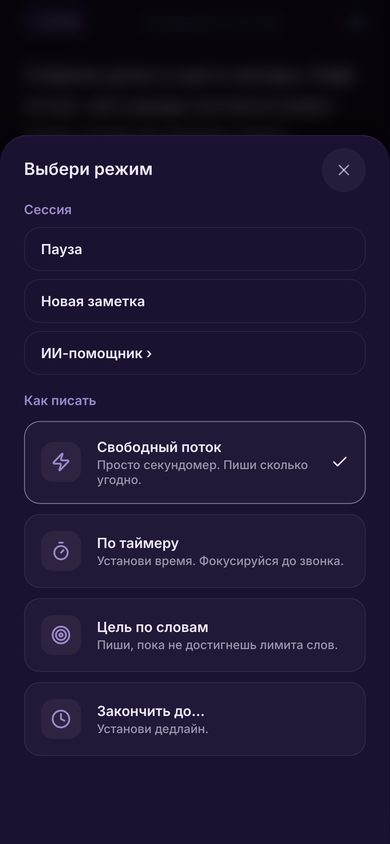 Выбери режим
Сессия
Пауза
Новая заметка
ИИ-помощник ›
Как писать
Свободный поток
Просто секундомер. Пиши сколько
угодно.
По таймеру
Установи время. Фокусируйся до звонка.
Цель по словам
Пиши, пока не достигнешь лимита слов.
Закончить до...
Установи дедлайн.